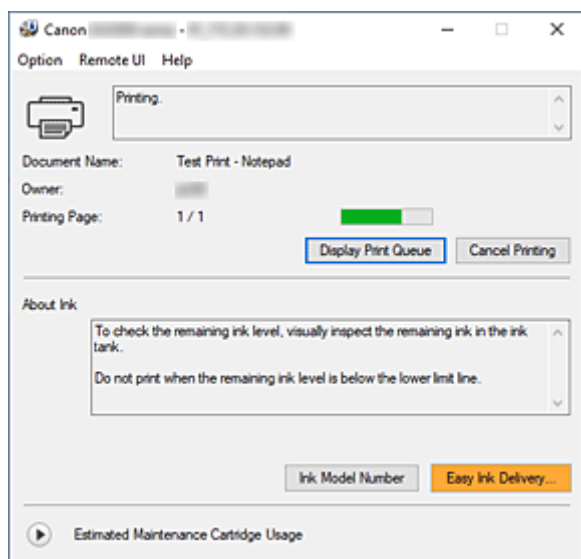 Canon -
Option Remote UI Help
Printing.
Document Name: Test Print - Notepad
Owner:
Printing Page: 1 / 1
Display Print Queue Cancel Printing
About Ink
To check the remaining ink level, visually inspect the remaining ink in the ink
tank.
Do not print when the remaining ink level is below the lower limit line.
Ink Model Number Easy Ink Delivery...
Estimated Maintenance Cartridge Usage